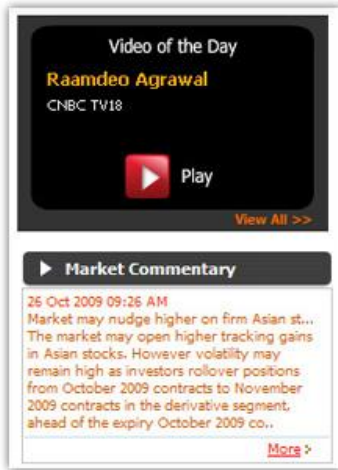 Video of the Day
Raamdeo Agrawal
CNBC TV18
Play
View All >>
Market Commentary
26 Oct 2009 09:26 AM
Market may nudge higher on firm Asian st...
The market may open higher tracking gains
in Asian stocks. However volatility may
remain high as investors rollover positions
from October 2009 contracts to November
2009 contracts in the derivative segment,
ahead of the expiry October 2009 co..
More >